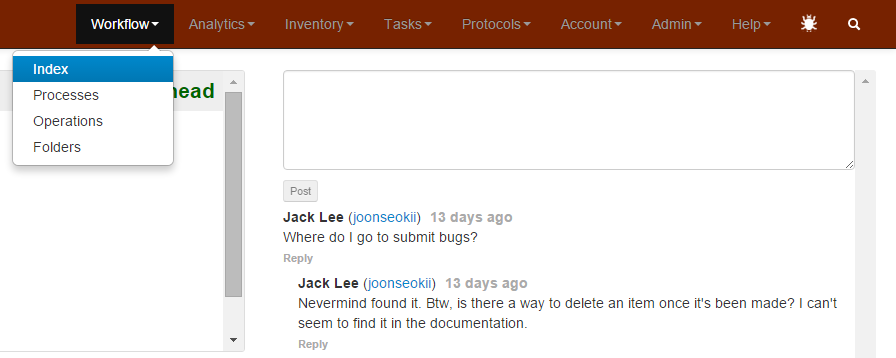 Workflow Analytics Inventory Tasks Protocols Account Admin Help
Index
Processes
Operations
Folders
Post
Jack Lee (joonseokii) 13 days ago
Where do I go to submit bugs?
Reply
Jack Lee (joonseokii) 13 days ago
Nevermind found it. Btw, is there a way to delete an item once it's been made? I can't
seem to find it in the documentation.
Reply